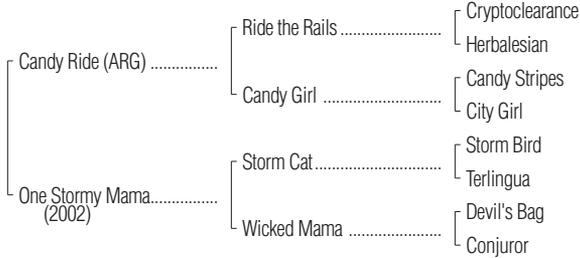 Cryptoclearance
Ride the Rails ....................
Herbalesian
Candy Ride (ARG) ..............
Candy Stripes
Candy Girl ........................
City Girl
Storm Bird
Storm Cat.........................
Terlingua
One Stormy Mama..............
(2002)
Devil's Bag
Wicked Mama ...................
Conjuror